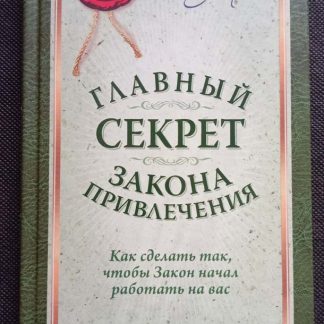 ГЛАВНЫЙ
СЕКРЕТ
ЗАКОНА
ПРИВЛЕЧЕНИЯ
Как сделать так,
чтобы Закон начал
работать на вас